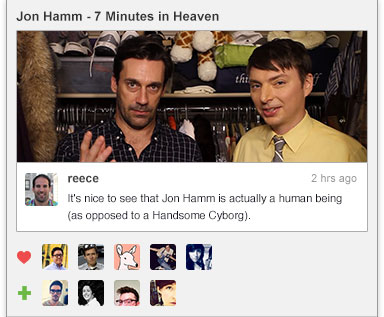 Jon Hamm - 7 Minutes in Heaven
this
reece
2 hrs ago
It's nice to see that Jon Hamm is actually a human being
(as opposed to a Handsome Cyborg).